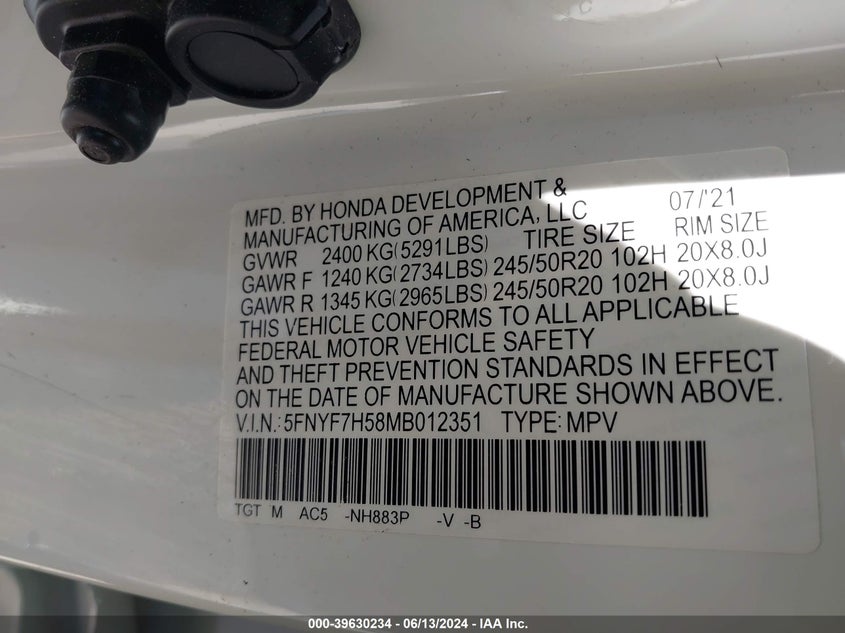 MFD. BY HONDA DEVELOPMENT & 07/'21
MANUFACTURING OF AMERICA, LLC
GVWR 2400 KG(5291LBS) TIRE SIZE RIM SIZE
GAWR F 1240 KG(2734LBS) 245/50R20 102H 20X8.0J
GAWR R 1345 KG(2965LBS) 245/50R20 102H 20X8.0J
THIS VEHICLE CONFORMS TO ALL APPLICABLE
FEDERAL MOTOR VEHICLE SAFETY
AND THEFT PREVENTION STANDARDS IN EFFECT
ON THE DATE OF MANUFACTURE SHOWN ABOVE.
V.I.N.:5FNYF7H58MB012351 TYPE:MPV
TGT M AC5 -NH883P -V -B
000-39630234 - 06/13/2024 - IAA Inc.